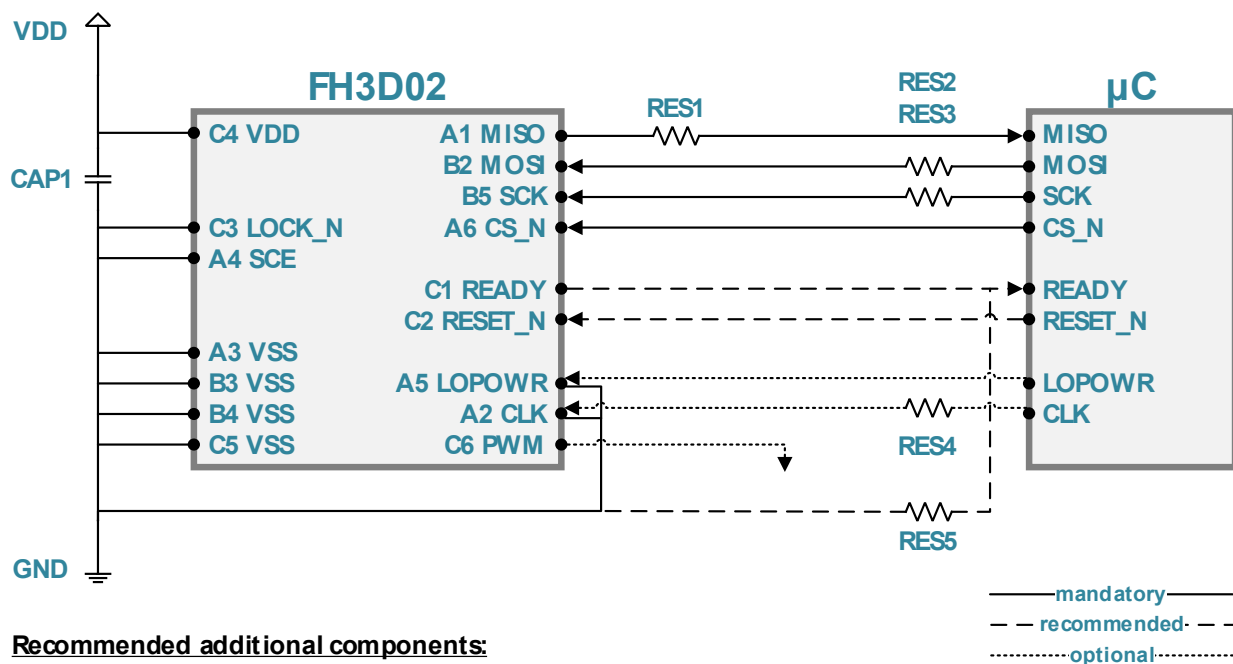 VDD
FH3D02
RES1
RES2
RES3
µC
C4 VDD
A1 MISO
MISO
B2 MOSI
MOSI
CAP1
B5 SCK
SCK
C3 LOCK_N
A6 CS_N
CS_N
A4 SCE
C1 READY
READY
C2 RESET_N
RESET_N
A3 VSS
B3 VSS
A5 LOPOWR
LOPOWR
B4 VSS
A2 CLK
CLK
C5 VSS
C6 PWM
RES4
RES5
GND
mandatory
recommended
optional
Recommended additional components: